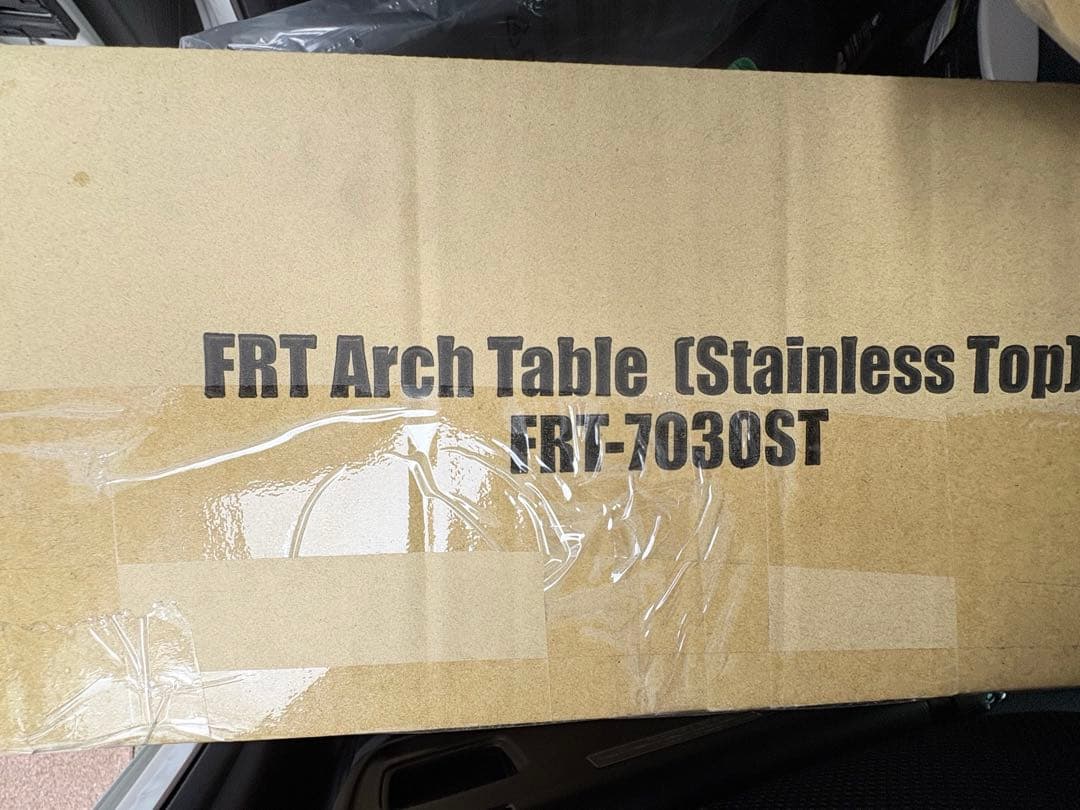 FRT Arch Table (Stainless Top)
FRT-7030ST